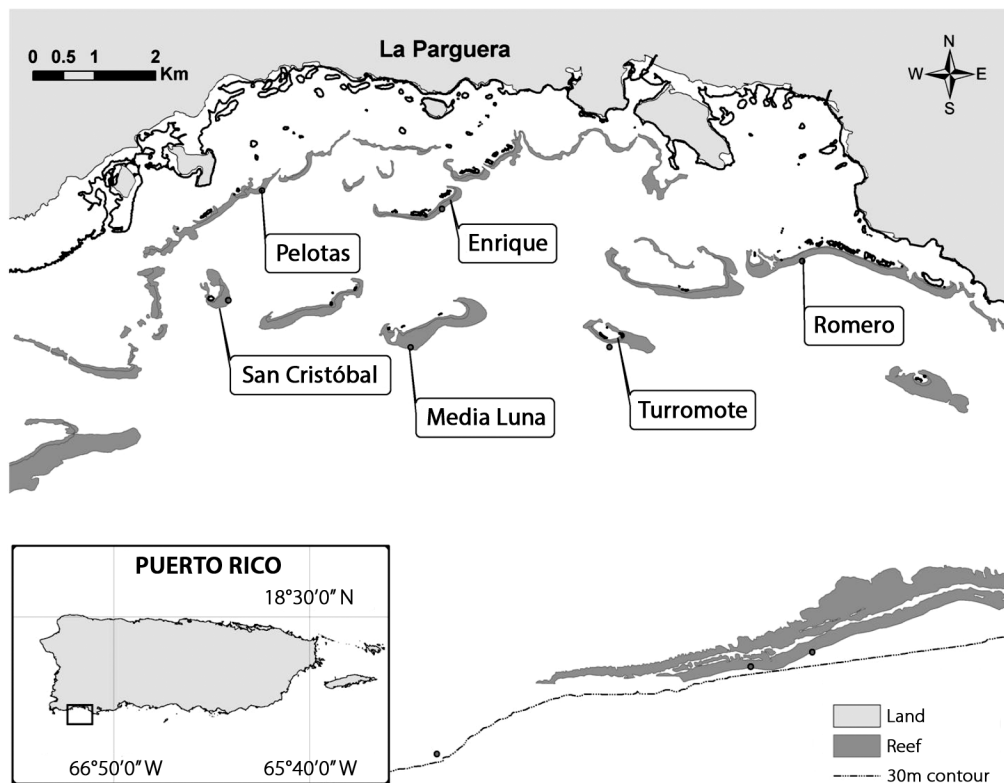 La Parguera
0 0.5 1 2
Km
N
W E
S
Pelotas
Enrique
Romero
San Cristóbal
Media Luna
Turromote
PUERTO RICO
18°30'0" N
66°50'0"W 65°40'0"W
Land
Reef
30m contour